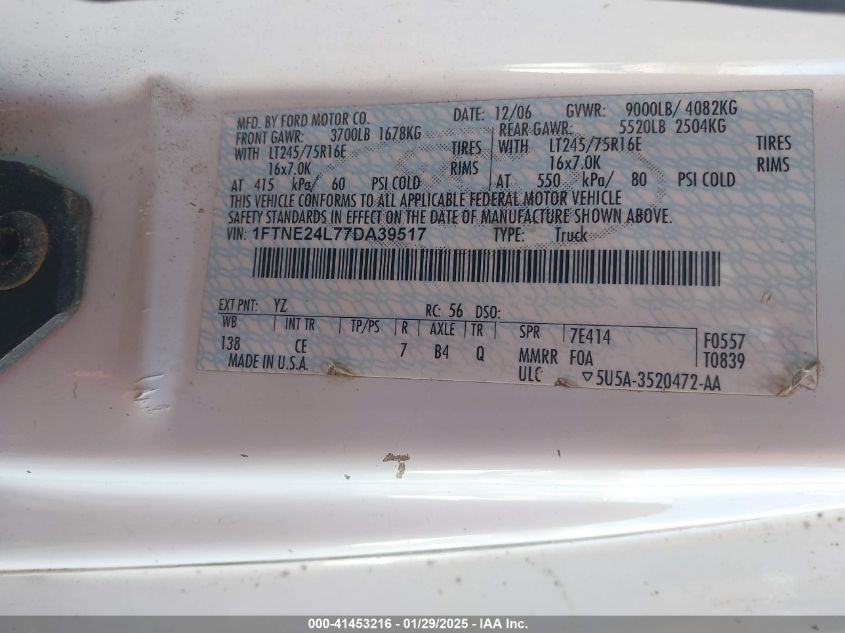 MFD. BY FORD MOTOR CO. DATE: 12/06 GVWR: 9000LB/ 4082KG
FRONT GAWR: 3700LB 1678KG REAR GAWR: 5520LB 2504KG
WITH LT245/75R16E TIRES WITH LT245/75R16E TIRES
16x7.0K RIMS 16x7.0K RIMS
AT 415 kPa/ 60 PSI COLD AT 550 kPa/ 80 PSI COLD
THIS VEHICLE CONFORMS TO ALL APPLICABLE FEDERAL MOTOR VEHICLE
SAFETY STANDARDS IN EFFECT ON THE DATE OF MANUFACTURE SHOWN ABOVE.
VIN: 1FTNE24L77DA39517 TYPE: Truck
EXT PNT: YZ RC: 56 DSO:
WB INT TR TP/PS R AXLE TR SPR 7E414 F0557
138 CE 7 B4 Q MMRR FOA T0839
MADE IN U.S.A. ULC ▽5U5A-3520472-AA
000-41453216 - 01/29/2025 - IAA Inc.